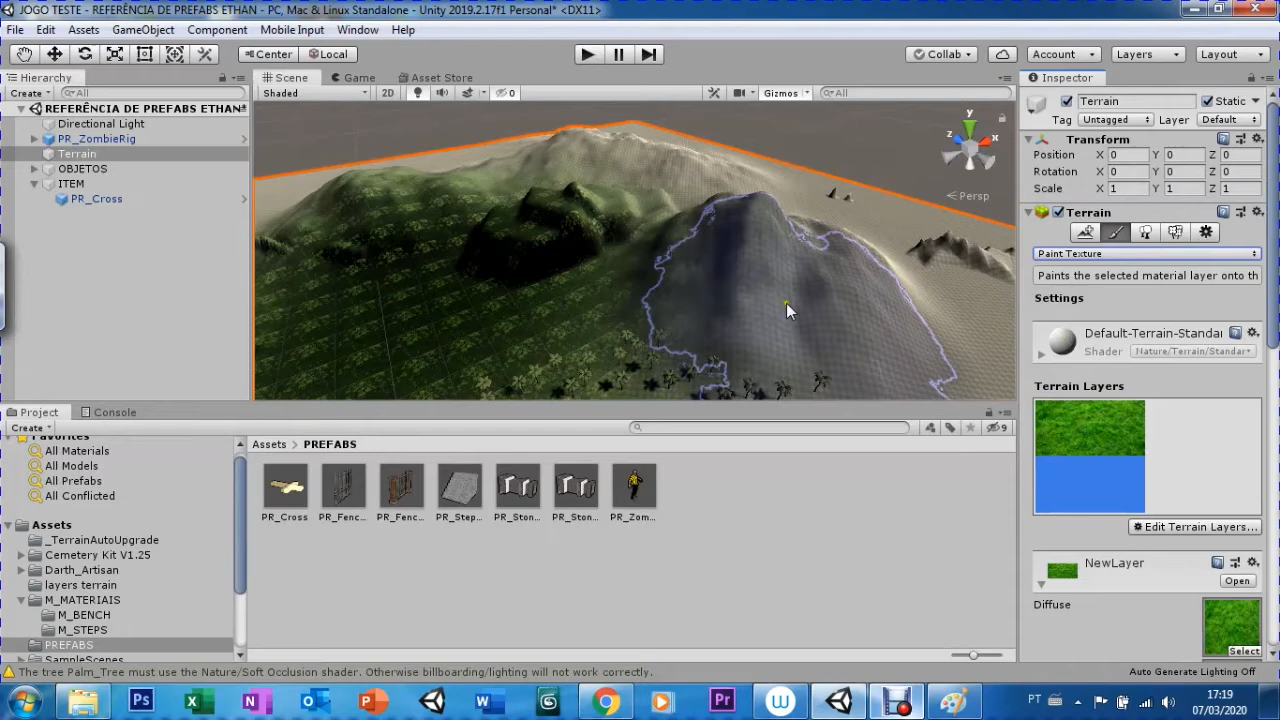 JOGO TESTE - REFERÊNCIA DE PREFABS ETHAN - PC, Mac & Linux Standalone - Unity 2019.2.17f1 Personal* <DX11>
File Edit Assets GameObject Component Mobile Input Window Help
Center Local Collab Account Layers Layout
Hierarchy Scene Game Asset Store Inspector
Create All Shaded 2D 0 Gizmos All
REFERÊNCIA DE PREFABS ETHAN
Directional Light
PR_ZombieRig
Terrain
OBJETOS
ITEM
PR_Cross
y
z x
Persp
Terrain Static
Tag Untagged Layer Default
Transform
Position X 0 Y 0 Z 0
Rotation X 0 Y 0 Z 0
Scale X 1 Y 1 Z 1
Terrain
Paint Texture
Paints the selected material layer onto th
Settings
Default-Terrain-Standar
Shader Nature/Terrain/Standar
Terrain Layers
Edit Terrain Layers...
NewLayer
Open
Diffuse
Select
Project Console
Create 9
Favorites
All Materials
All Models
All Prefabs
All Conflicted
Assets
_TerrainAutoUpgrade
Cemetery Kit V1.25
Darth_Artisan
layers terrain
M_MATERIAIS
M_BENCH
M_STEPS
PREFABS
SampleScenes
Assets PREFABS
PR_Cross PR_Fenc... PR_Fenc... PR_Step... PR_Ston... PR_Ston... PR_Zom...
The tree Palm_Tree must use the Nature/Soft Occlusion shader. Otherwise billboarding/lighting will not work correctly.
Auto Generate Lighting Off
PT
17:19
07/03/2020